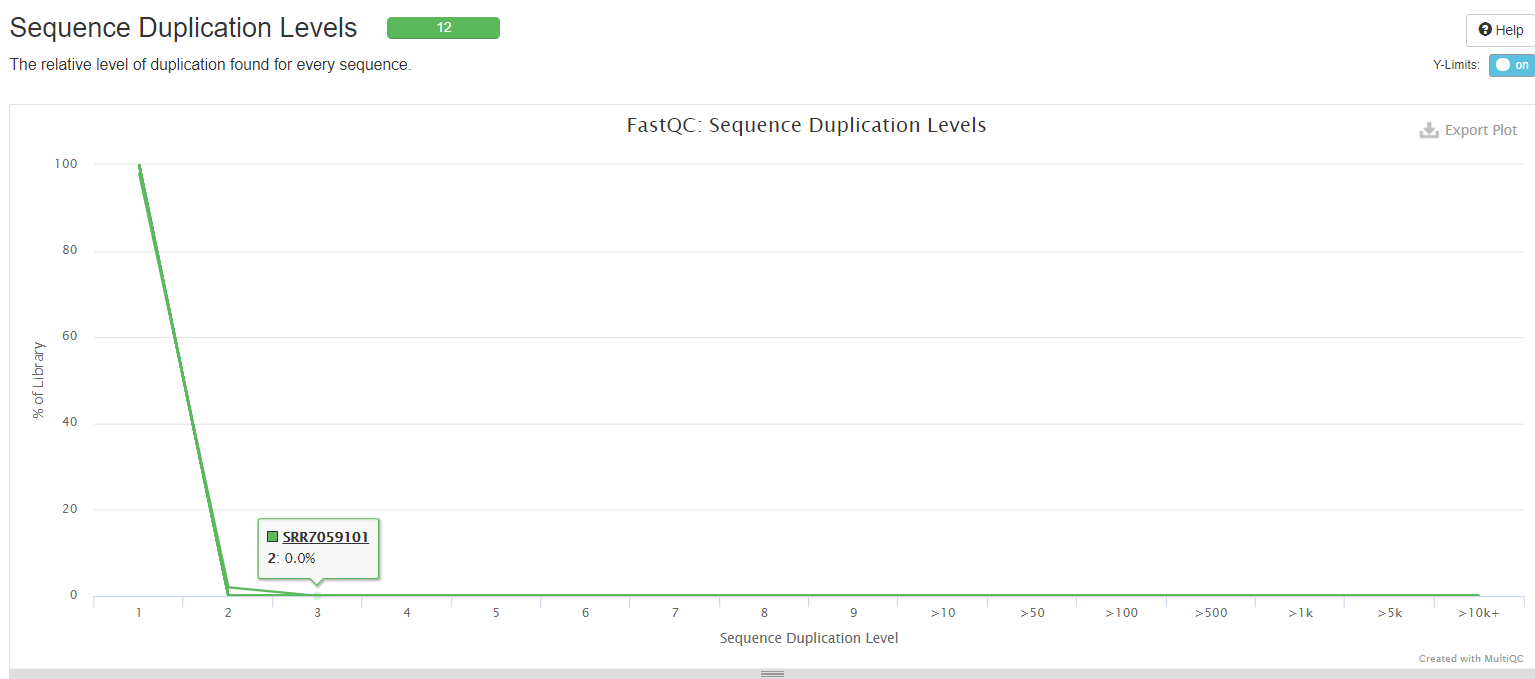 Sequence Duplication Levels
12
Help
The relative level of duplication found for every sequence.
Y-Limits:
on
FastQC: Sequence Duplication Levels
Export Plot
100
80
60
40
20
0
% of Library
SRR7059101
2: 0.0%
1 2 3 4 5 6 7 8 9 >10 >50 >100 >500 >1k >5k >10k+
Sequence Duplication Level
Created with MultiQC